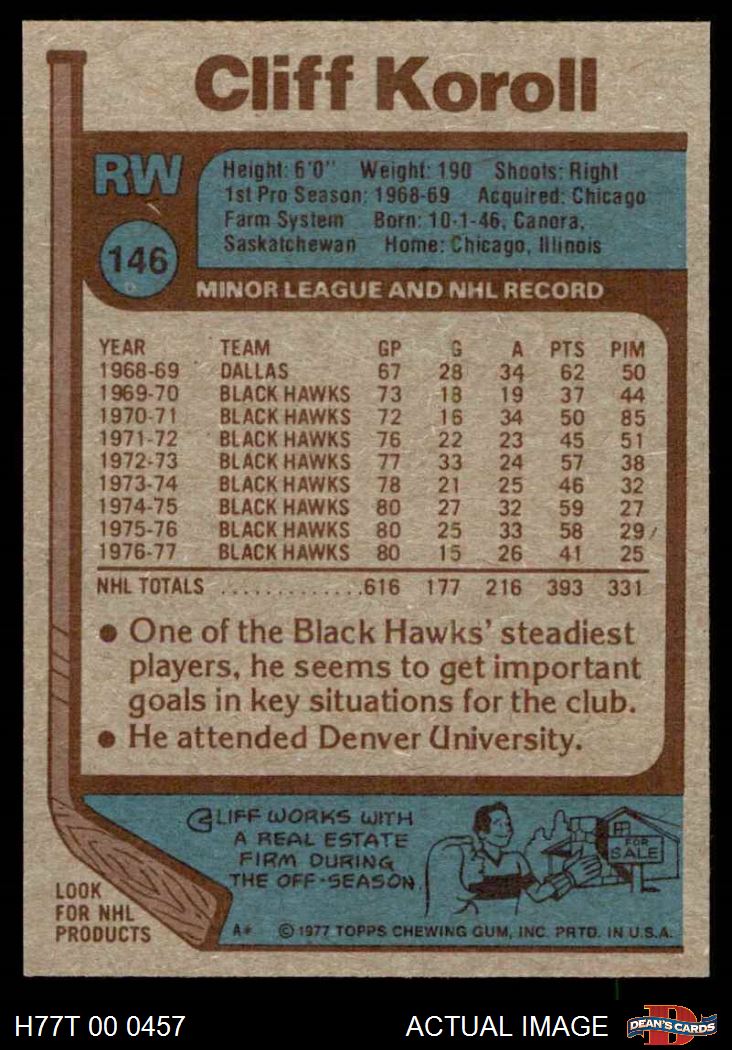 Cliff Koroll
RW
146
Height: 6'0" Weight: 190 Shoots: Right
1st Pro Season: 1968-69 Acquired: Chicago
Farm System Born: 10-1-46, Canora,
Saskatchewan Home: Chicago, Illinois
MINOR LEAGUE AND NHL RECORD
YEAR TEAM GP G A PTS PIM
1968-69 DALLAS 67 28 34 62 50
1969-70 BLACK HAWKS 73 18 19 37 44
1970-71 BLACK HAWKS 72 16 34 50 85
1971-72 BLACK HAWKS 76 22 23 45 51
1972-73 BLACK HAWKS 77 33 24 57 38
1973-74 BLACK HAWKS 78 21 25 46 32
1974-75 BLACK HAWKS 80 27 32 59 27
1975-76 BLACK HAWKS 80 25 33 58 29
1976-77 BLACK HAWKS 80 15 26 41 25
NHL TOTALS .............616 177 216 393 331
● One of the Black Hawks' steadiest
players, he seems to get important
goals in key situations for the club.
● He attended Denver University.
CLIFF WORKS WITH
A REAL ESTATE
FIRM DURING
THE OFF-SEASON.
FOR
SALE
LOOK
FOR NHL
PRODUCTS
A* © 1977 TOPPS CHEWING GUM, INC. PRTD. IN U.S.A.
H77T 00 0457 ACTUAL IMAGE
D
DEAN'S CARDS